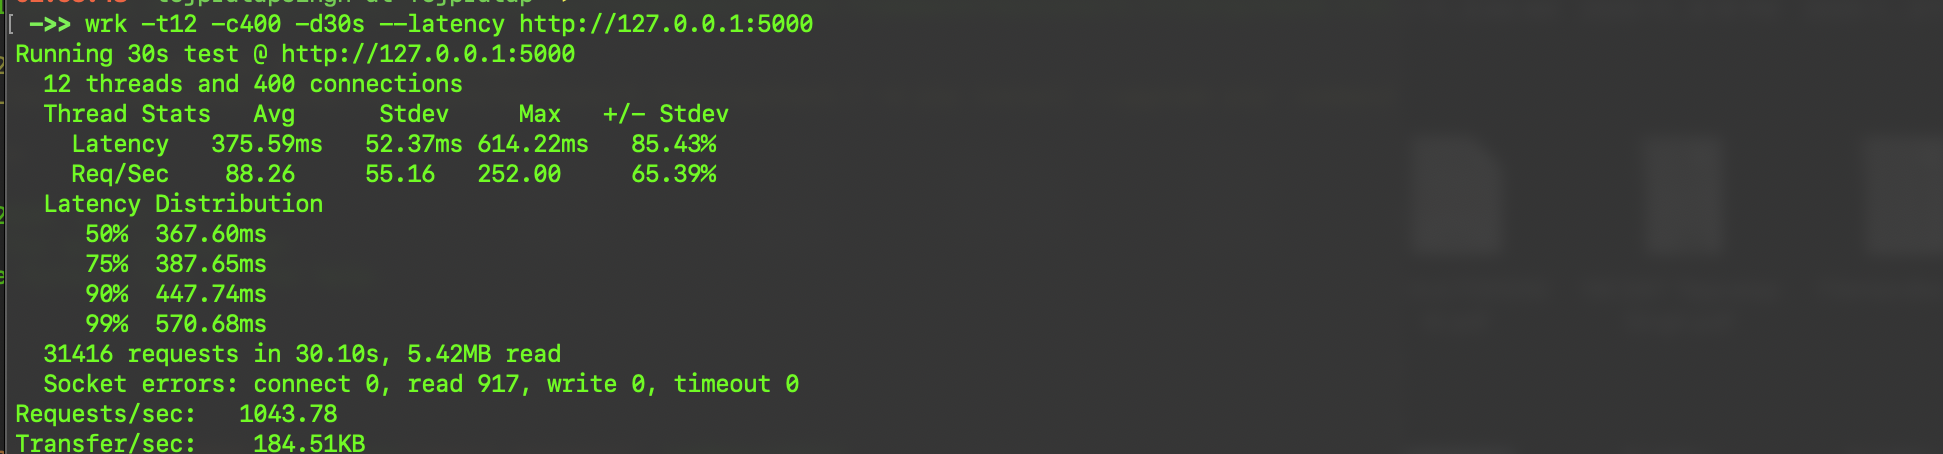 [ ->> wrk -t12 -c400 -d30s --latency http://127.0.0.1:5000
Running 30s test @ http://127.0.0.1:5000
  12 threads and 400 connections
  Thread Stats   Avg      Stdev     Max   +/- Stdev
    Latency   375.59ms   52.37ms 614.22ms   85.43%
    Req/Sec    88.26     55.16   252.00     65.39%
  Latency Distribution
     50%  367.60ms
     75%  387.65ms
     90%  447.74ms
     99%  570.68ms
  31416 requests in 30.10s, 5.42MB read
  Socket errors: connect 0, read 917, write 0, timeout 0
Requests/sec:   1043.78
Transfer/sec:    184.51KB